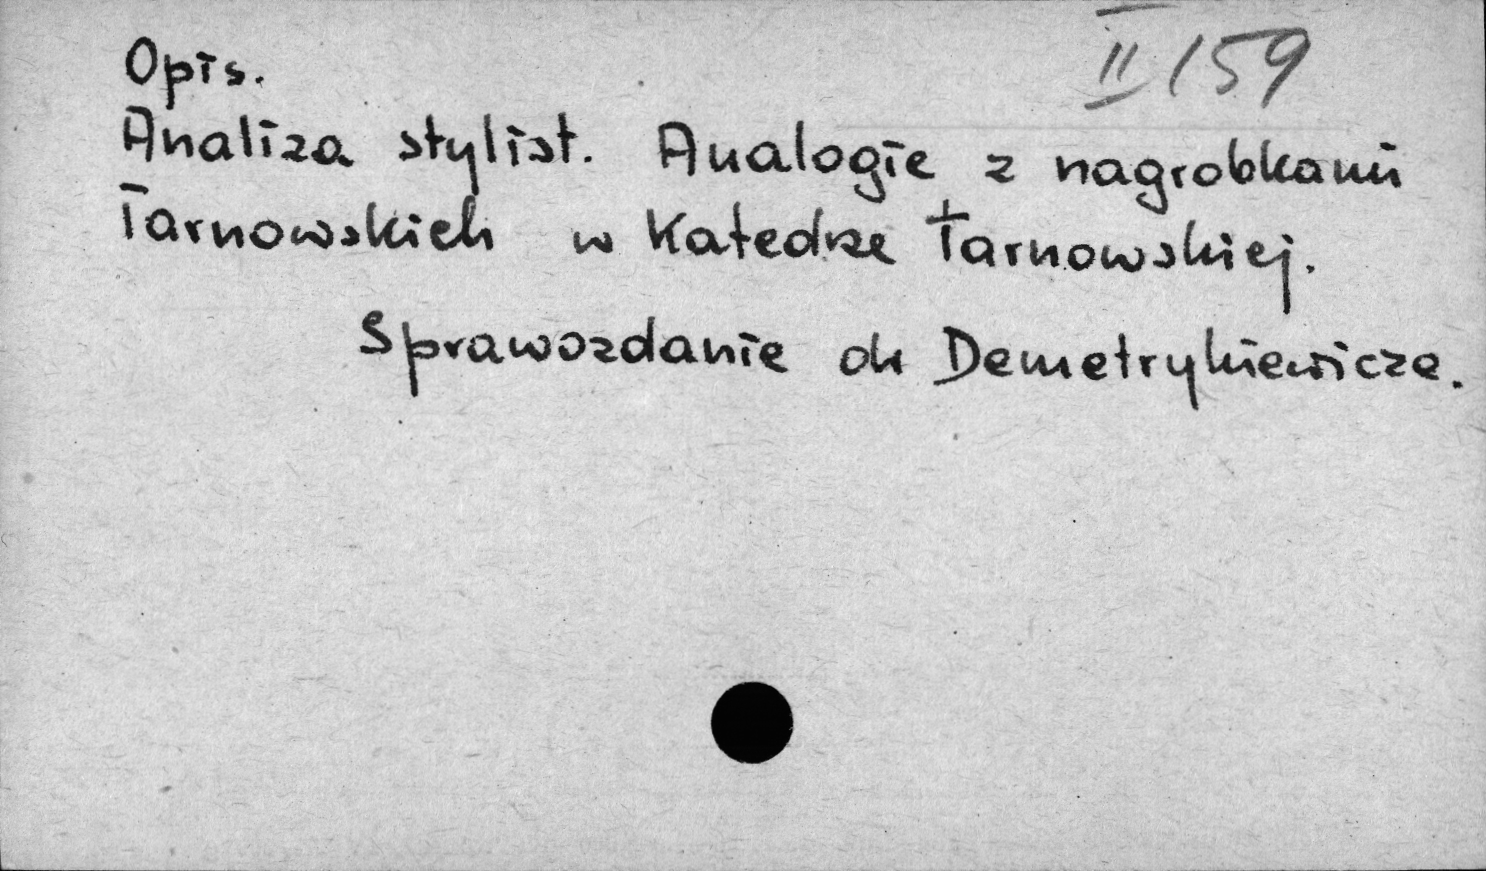 II 159
Opis.
Analiza stylist. Analogie z nagrobkami
Tarnowskich w Katedrze Tarnowskiej.
Sprawozdanie dr Demetrykiewicza.